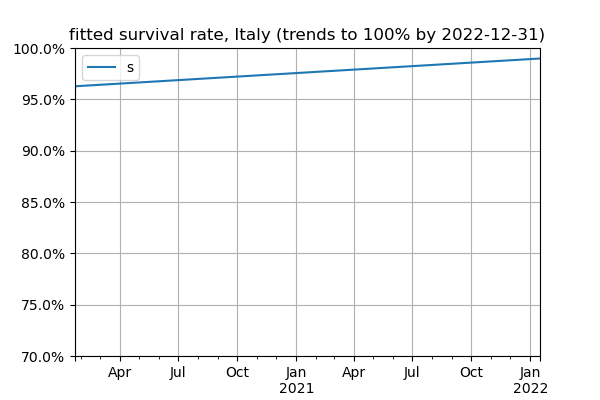 fitted survival rate, Italy (trends to 100% by 2022-12-31)
100.0%
s
95.0%
90.0%
85.0%
80.0%
75.0%
70.0%
Apr Jul Oct Jan Apr Jul Oct Jan
2021 2022